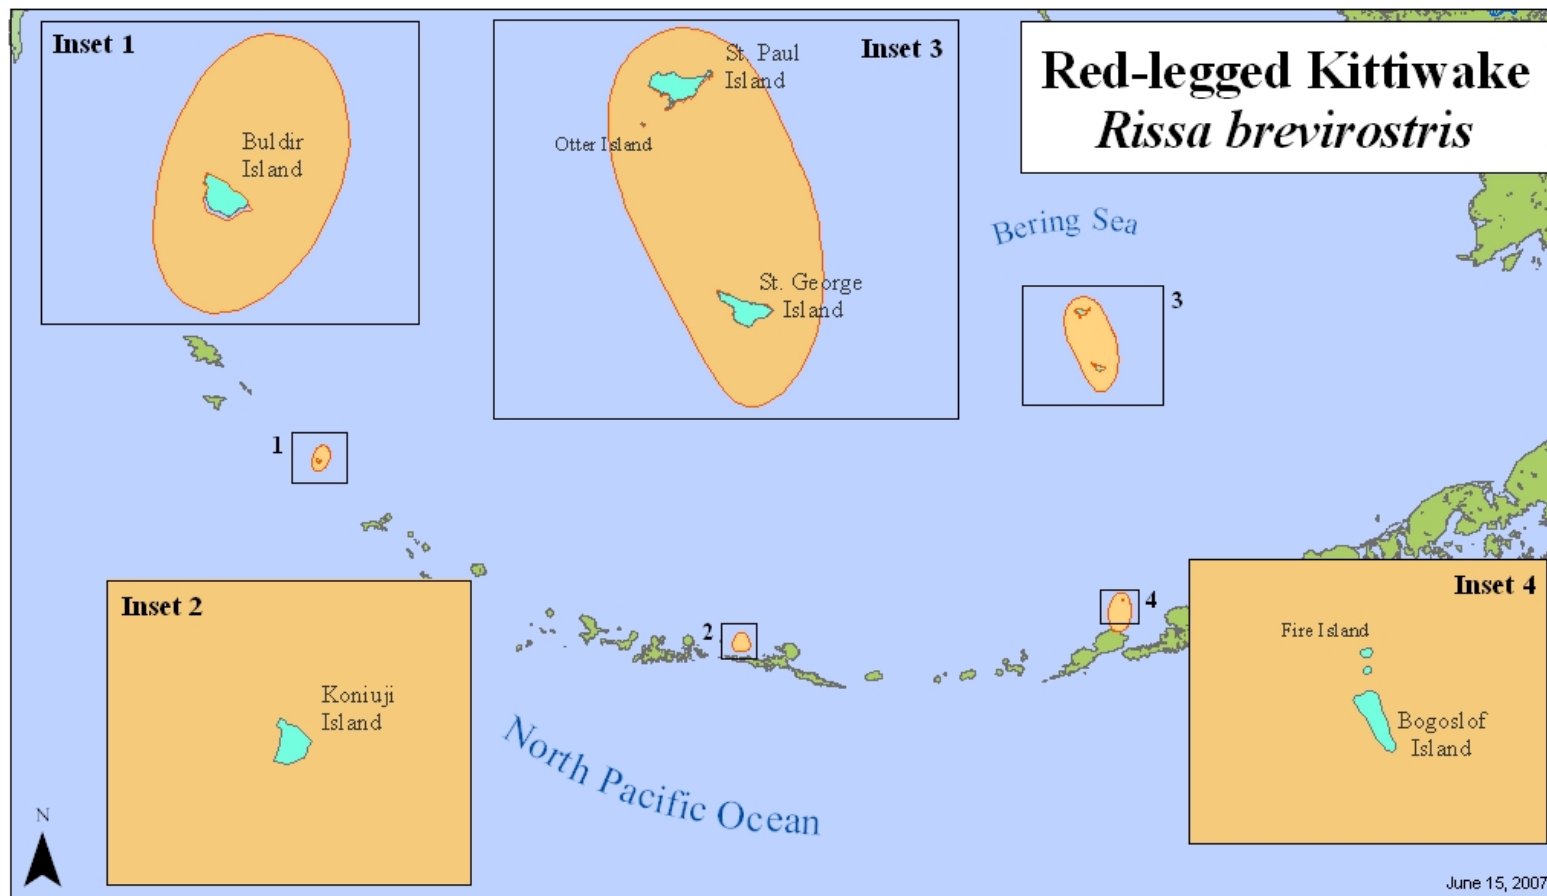 Inset 1
Buldir
Island
Inset 3
St. Paul
Island
Otter Island
St. George
Island
Red-legged Kittiwake
Rissa brevirostris
Bering Sea
3
1
Inset 2
Koniuji
Island
2
4
Inset 4
Fire Island
Bogoslof
Island
North Pacific Ocean
N
June 15, 2007